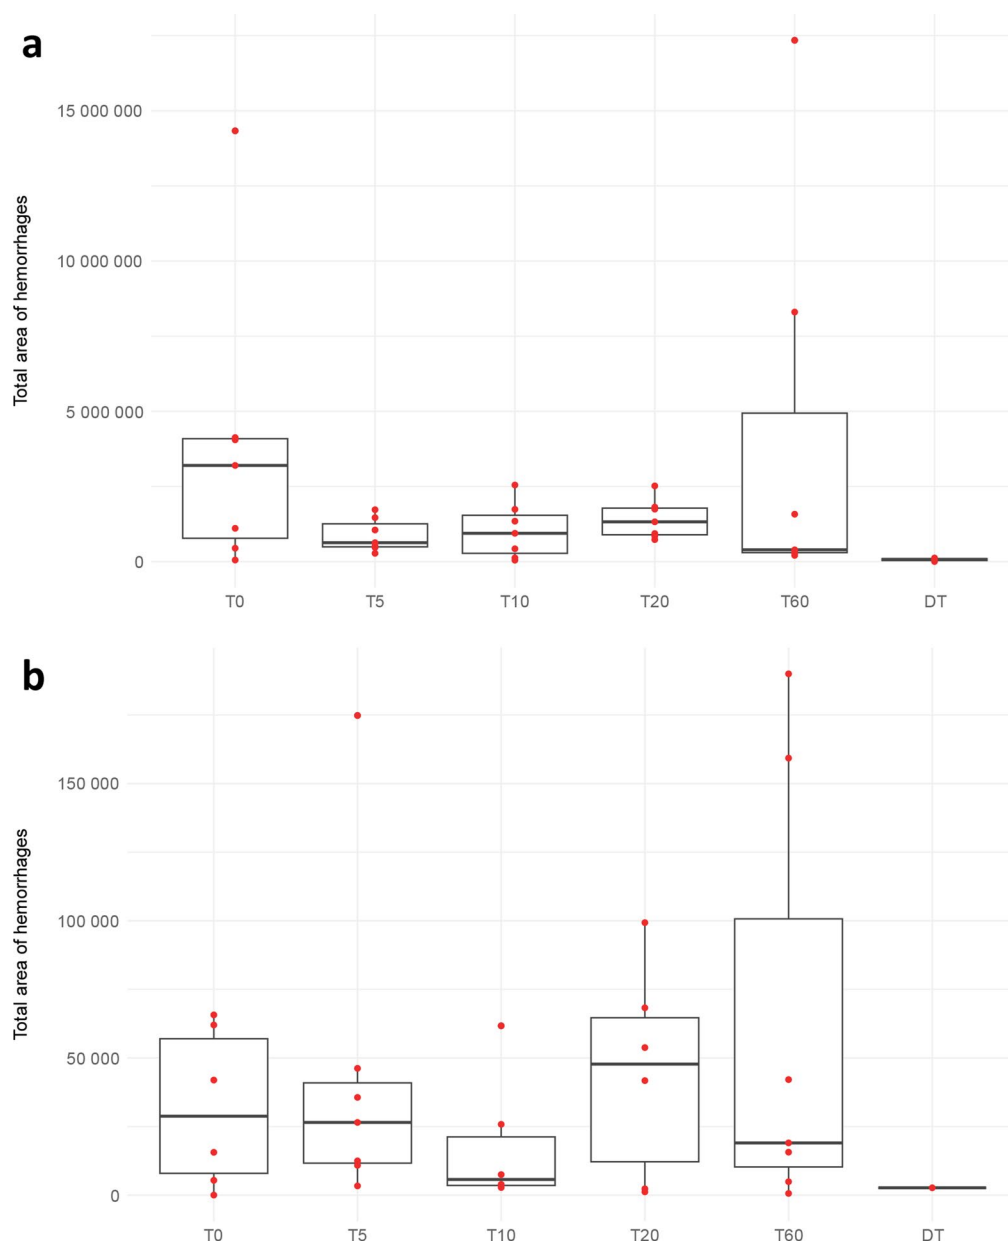 a
Total area of hemorrhages
15 000 000
10 000 000
5 000 000
0
T0 T5 T10 T20 T60 DT
b
Total area of hemorrhages
150 000
100 000
50 000
0
T0 T5 T10 T20 T60 DT